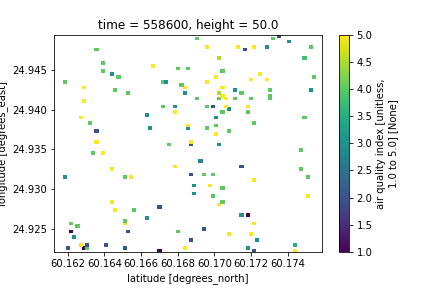 time = 558600, height = 50.0
24.945
24.940
24.935
24.930
24.925
longitude [degrees_east]
60.162 60.164 60.166 60.168 60.170 60.172 60.174
latitude [degrees_north]
5.0
4.5
4.0
3.5
3.0
2.5
2.0
1.5
1.0
air quality index [unitless,
1.0 to 5.0] [None]